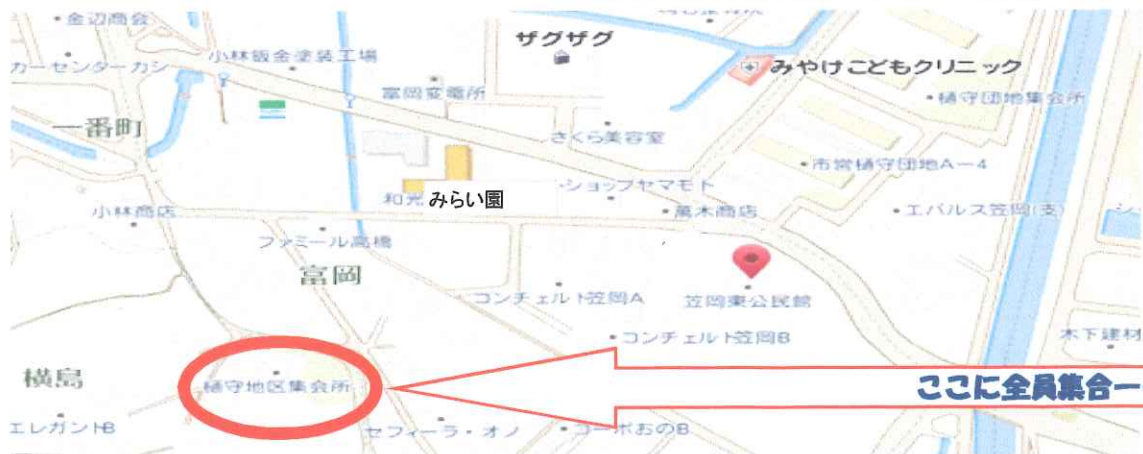 金辺商会
カーセンターカシ
小林鈑金塗装工場
ザグザグ
みやけこどもクリニック
富岡変電所
樋守団地集会所
一番町
さくら美容室
市営樋守団地A-4
和光 みらい園
ショップヤマモト
小林商店
萬木商店
エバルス笠岡(支)
ファミール高橋
富岡
コンチェルト笠岡A
笠岡東公民館
コンチェルト笠岡B
木下建材
横島
樋守地区集会所
ここに全員集合ー
エレガントB
セフィーラ・オノ
コーポおのB